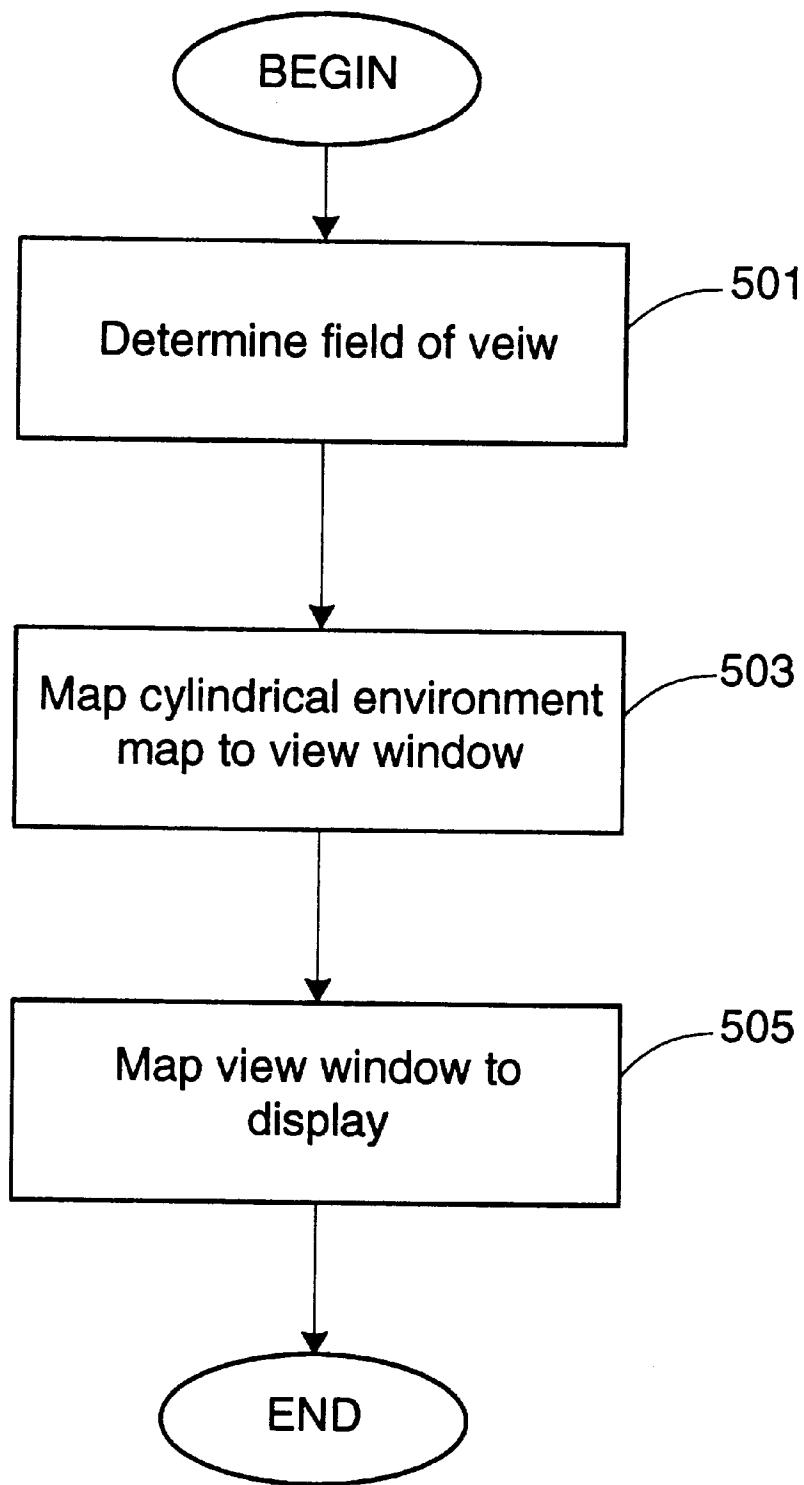 BEGIN
501
Determine field of veiw
503
Map cylindrical environment
map to view window
505
Map view window to
display
END